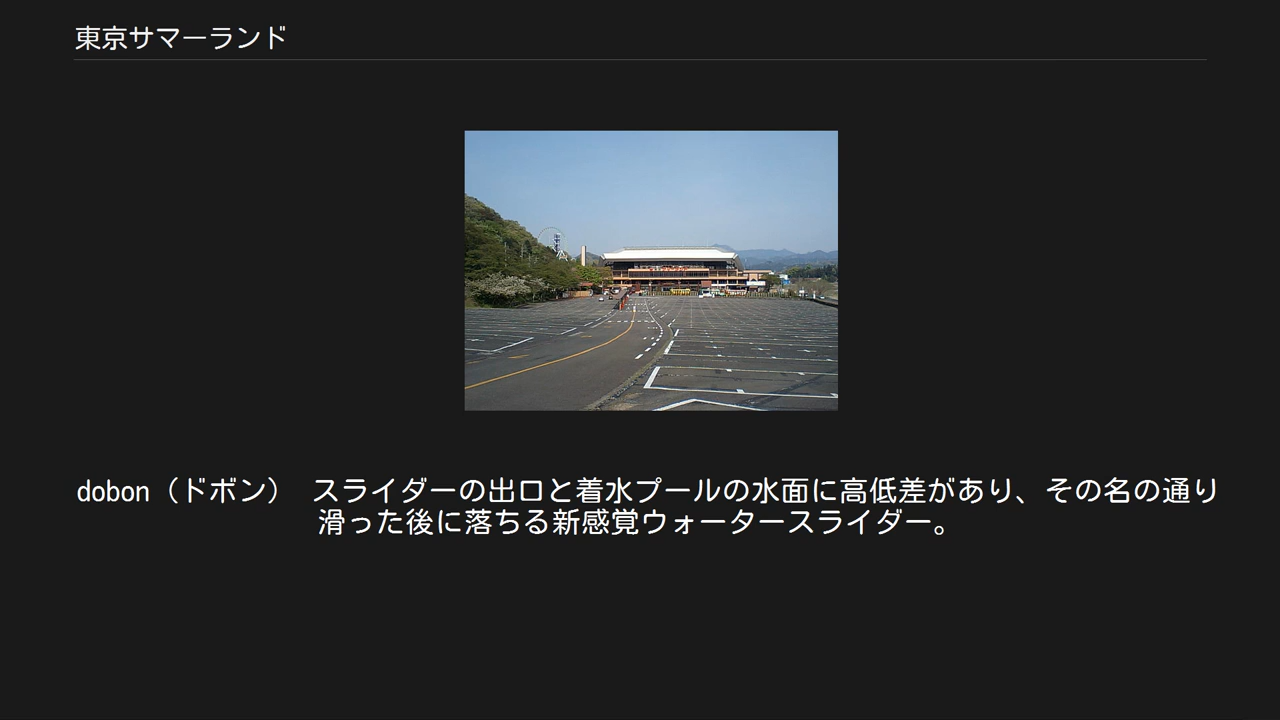 東京サマーランド
dobon（ドボン）　スライダーの出口と着水プールの水面に高低差があり、その名の通り
滑った後に落ちる新感覚ウォータースライダー。